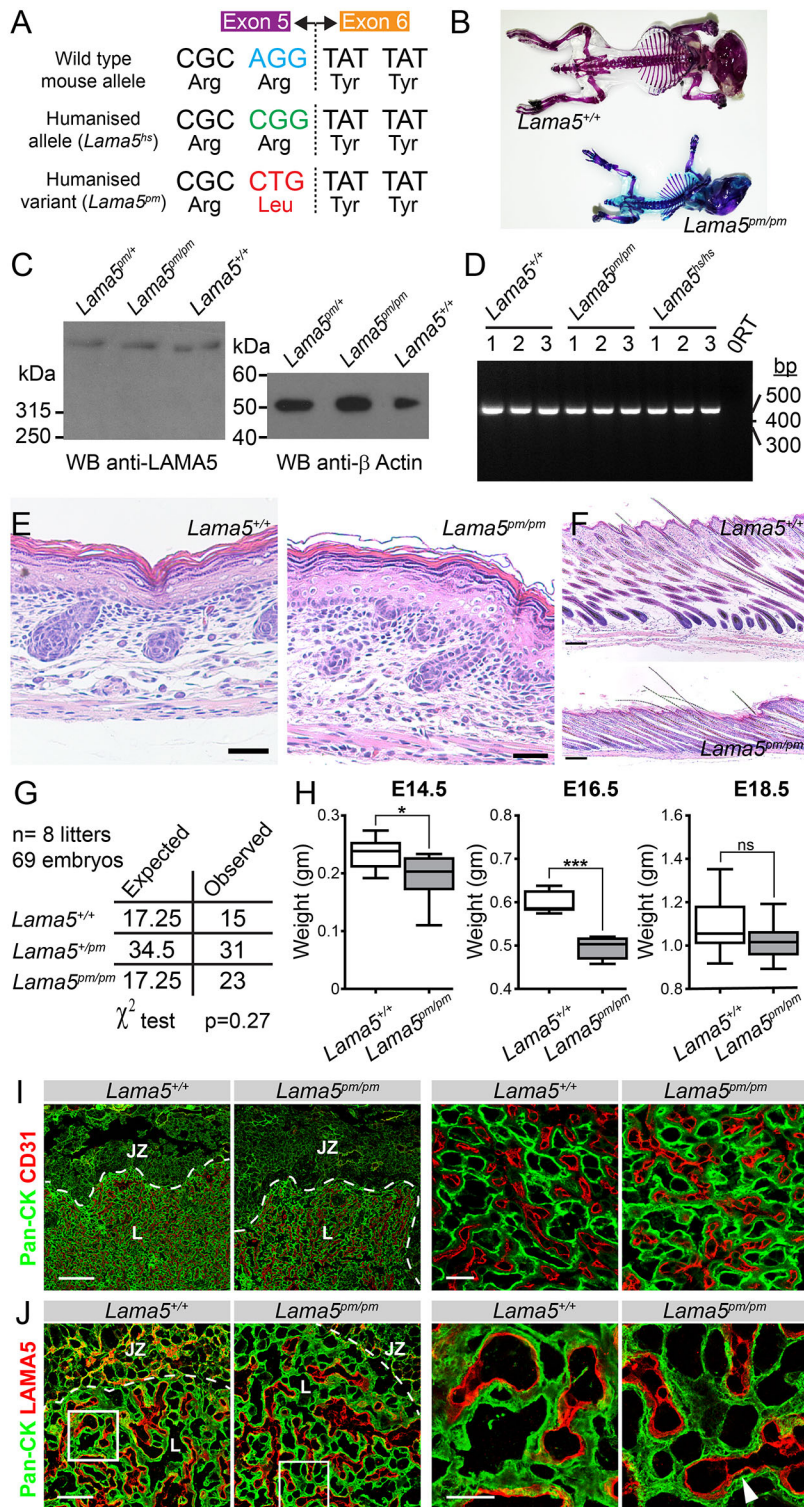 A
Exon 5 Exon 6
Wild type
mouse allele
CGC AGG TAT TAT
Arg Arg Tyr Tyr
Humanised
allele (Lama5hs)
CGC CGG TAT TAT
Arg Arg Tyr Tyr
Humanised
variant (Lama5pm)
CGC CTG TAT TAT
Arg Leu Tyr Tyr
B
Lama5+/+
Lama5pm/pm
C
Lama5pm/+ Lama5pm/pm Lama5+/+
kDa
315
250
WB anti-LAMA5
Lama5pm/+ Lama5pm/pm Lama5+/+
kDa
60
50
40
WB anti-β Actin
D
Lama5+/+ Lama5pm/pm Lama5hs/hs
1 2 3 1 2 3 1 2 3 0RT
bp
500
400
300
E
Lama5+/+
Lama5pm/pm
F
Lama5+/+
Lama5pm/pm
G
n= 8 litters
69 embryos
Expected Observed
Lama5+/+ 17.25 15
Lama5+/pm 34.5 31
Lama5pm/pm 17.25 23
χ2 test p=0.27
H
E14.5
Weight (gm)
0.3
0.2
0.1
0
*
Lama5+/+ Lama5pm/pm
E16.5
Weight (gm)
0.8
0.7
0.6
0.5
0.4
***
Lama5+/+ Lama5pm/pm
E18.5
Weight (gm)
1.6
1.4
1.2
1.0
0.8
ns
Lama5+/+ Lama5pm/pm
I
Pan-CK CD31
Lama5+/+ Lama5pm/pm Lama5+/+ Lama5pm/pm
JZ
L
JZ
L
J
Pan-CK LAMA5
Lama5+/+ Lama5pm/pm Lama5+/+ Lama5pm/pm
JZ
L
JZ
L